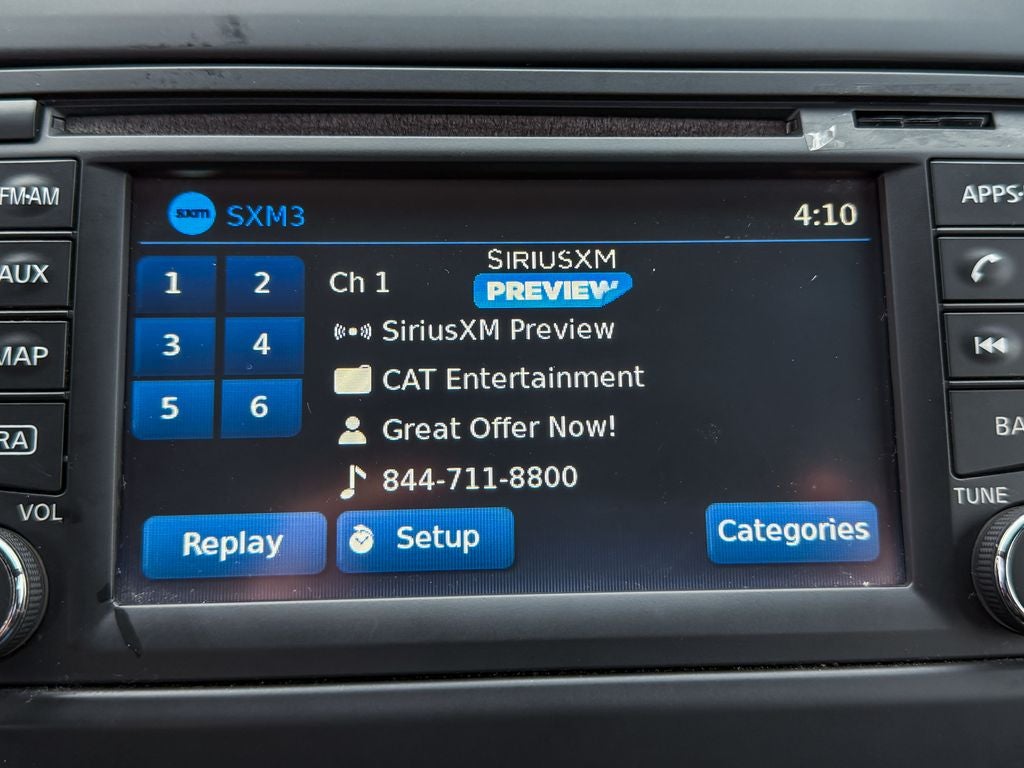 FM·AM
AUX
MAP
RA
VOL
sxm SXM3
4:10
1 2
3 4
5 6
Ch 1
SIRIUSXM
PREVIEW
SiriusXM Preview
CAT Entertainment
Great Offer Now!
844-711-8800
Replay
Setup
Categories
APPS
BA
TUNE